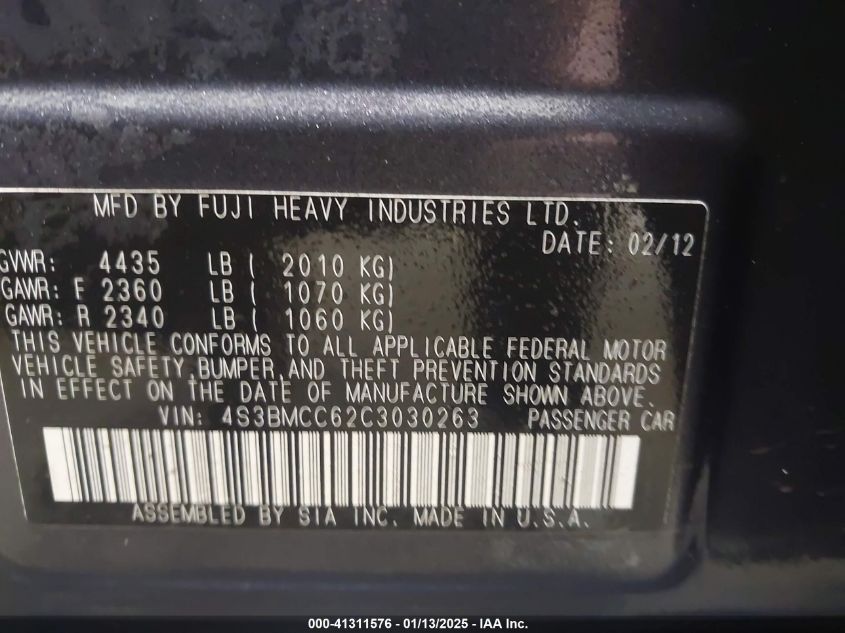 MFD BY FUJI HEAVY INDUSTRIES LTD.
DATE: 02/12
GVWR: 4435 LB ( 2010 KG)
GAWR: F 2360 LB ( 1070 KG)
GAWR: R 2340 LB ( 1060 KG)
THIS VEHICLE CONFORMS TO ALL APPLICABLE FEDERAL MOTOR
VEHICLE SAFETY,BUMPER,AND THEFT PREVENTION STANDARDS
IN EFFECT ON THE DATE OF MANUFACTURE SHOWN ABOVE.
VIN: 4S3BMCC62C3030263 PASSENGER CAR
ASSEMBLED BY SIA INC. MADE IN U.S.A.
000-41311576 - 01/13/2025 - IAA Inc.